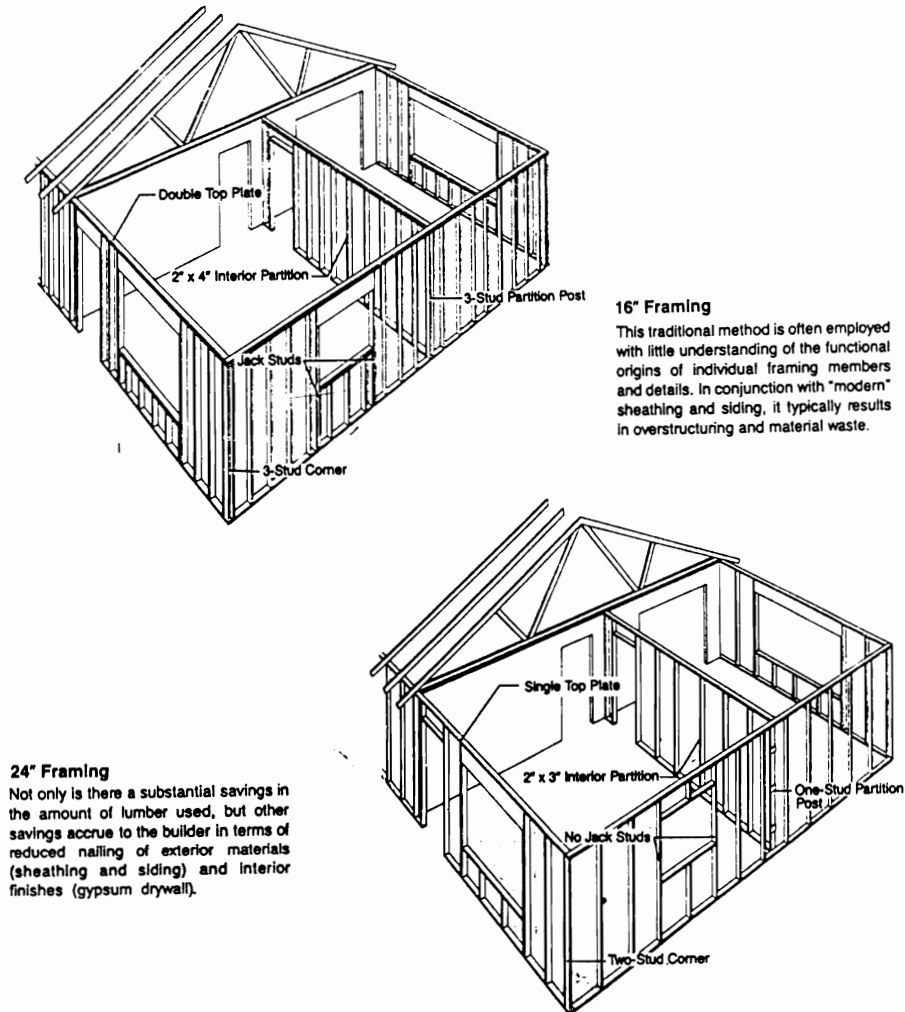 Double Top Plate
2" x 4" Interior Partition
3-Stud Partition Post
Jack Studs
3-Stud Corner
16" Framing
This traditional method is often employed
with little understanding of the functional
origins of individual framing members
and details. In conjunction with "modern"
sheathing and siding, it typically results
in overstructuring and material waste.
Single Top Plate
2" x 3" Interior Partition
One-Stud Partition
Post
No Jack Studs
Two-Stud Corner
24" Framing
Not only is there a substantial savings in
the amount of lumber used, but other
savings accrue to the builder in terms of
reduced nailing of exterior materials
(sheathing and siding) and interior
finishes (gypsum drywall).